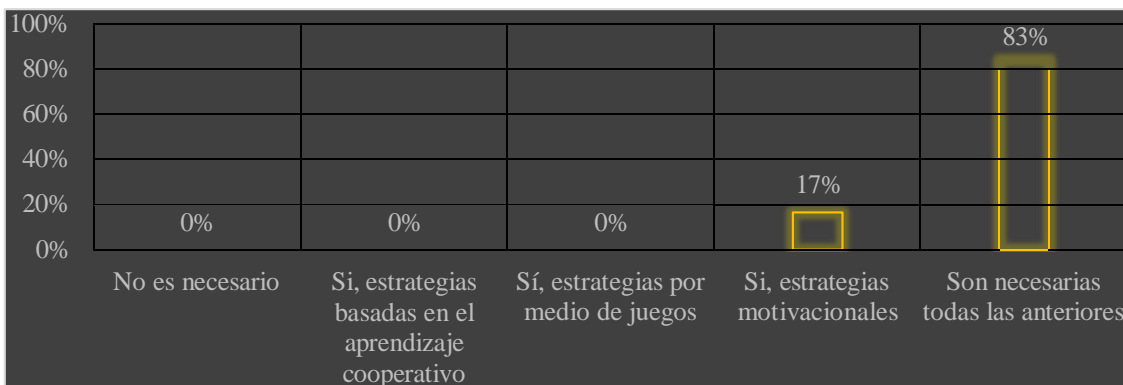 100%
80%
60%
40%
20%
0%
0%
0%
0%
17%
83%
No es necesario
Si, estrategias
basadas en el
aprendizaje
cooperativo
Sí, estrategias por
medio de juegos
Si, estrategias
motivacionales
Son necesarias
todas las anteriores